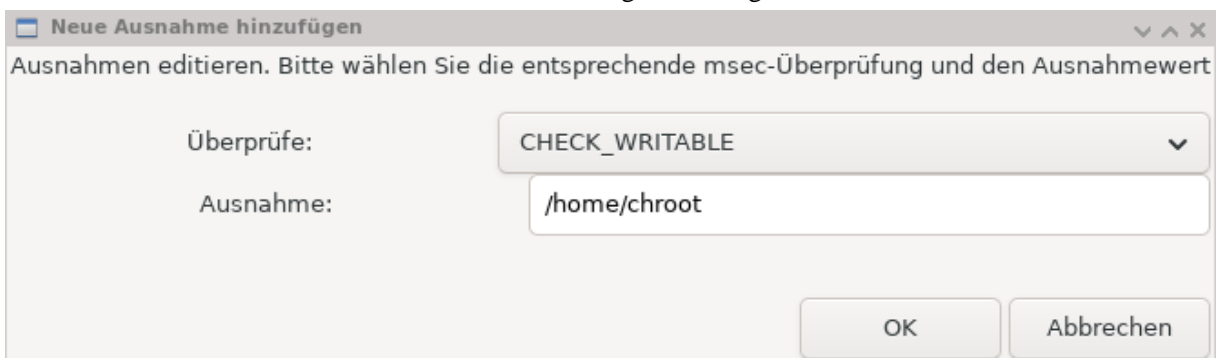 Neue Ausnahme hinzufügen
Ausnahmen editieren. Bitte wählen Sie die entsprechende msec-Überprüfung und den Ausnahmewert
Überprüfe: CHECK_WRITABLE
Ausnahme: /home/chroot
OK Abbrechen